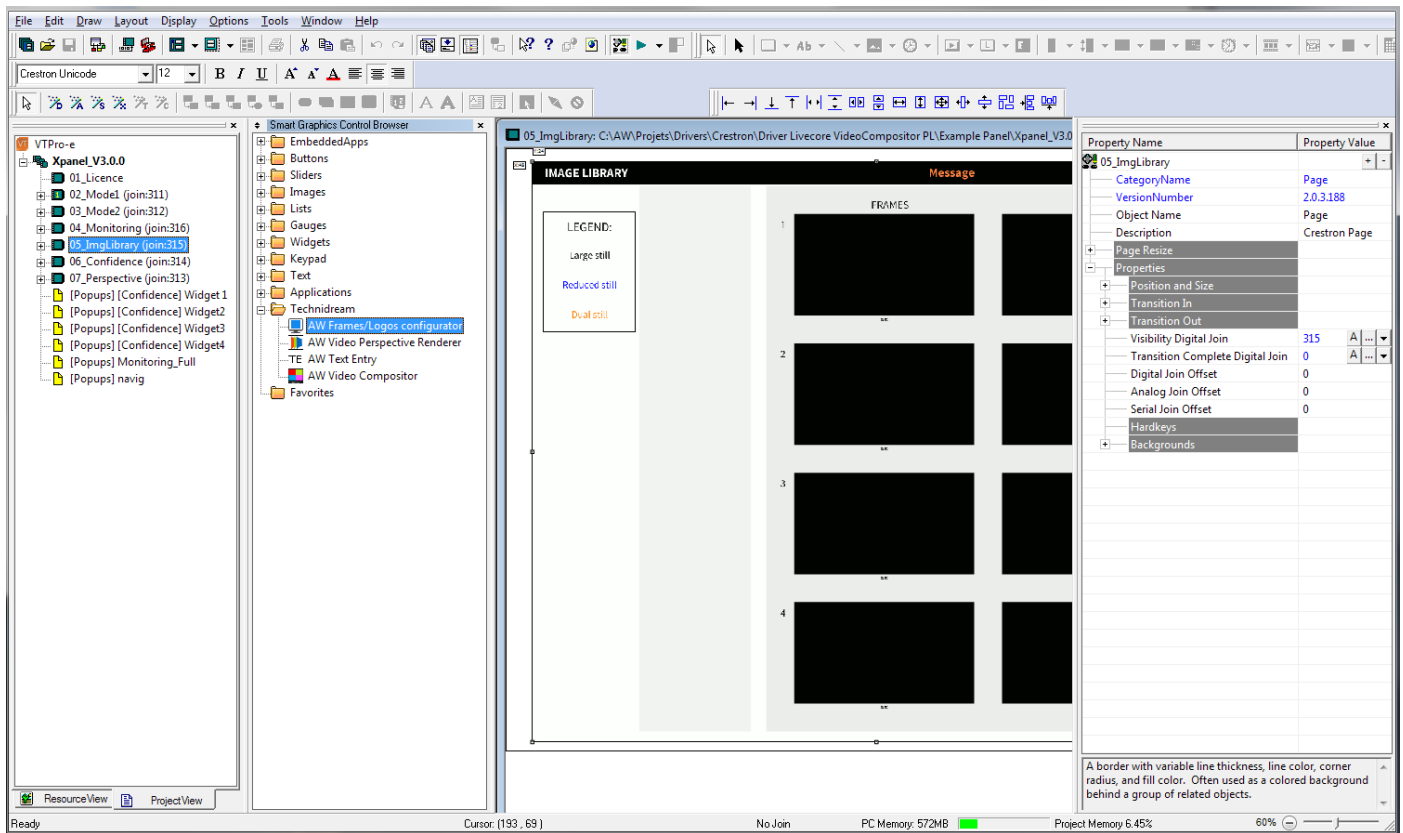 File Edit Draw Layout Display Options Tools Window Help
Crestron Unicode 12 B I U A A A
VTPro-e
Xpanel_V3.0.0
01_Licence
02_Mode1 (join:311)
03_Mode2 (join:312)
04_Monitoring (join:316)
05_ImgLibrary (join:315)
06_Confidence (join:314)
07_Perspective (join:313)
[Popups] [Confidence] Widget 1
[Popups] [Confidence] Widget2
[Popups] [Confidence] Widget3
[Popups] [Confidence] Widget4
[Popups] Monitoring_Full
[Popups] navig
ResourceView ProjectView
Smart Graphics Control Browser
EmbeddedApps
Buttons
Sliders
Images
Lists
Gauges
Widgets
Keypad
Text
Applications
Technidream
AW Frames/Logos configurator
AW Video Perspective Renderer
TE AW Text Entry
AW Video Compositor
Favorites
05_ImgLibrary: C:\AW\Projets\Drivers\Crestron\Driver Livecore VideoCompositor PL\Example Panel\Xpanel_V3.0
IMAGE LIBRARY Message
LEGEND:
Large still
Reduced still
Dual still
FRAMES
1
2
3
4
Property Name Property Value
05_ImgLibrary + -
CategoryName Page
VersionNumber 2.0.3.188
Object Name Page
Description Crestron Page
Page Resize
Properties
Position and Size
Transition In
Transition Out
Visibility Digital Join 315 A ...
Transition Complete Digital Join 0 A ...
Digital Join Offset 0
Analog Join Offset 0
Serial Join Offset 0
Hardkeys
Backgrounds
A border with variable line thickness, line color, corner
radius, and fill color. Often used as a colored background
behind a group of related objects.
Ready Cursor: (193 , 69 ) No Join PC Memory: 572MB Project Memory 6.45% 60%